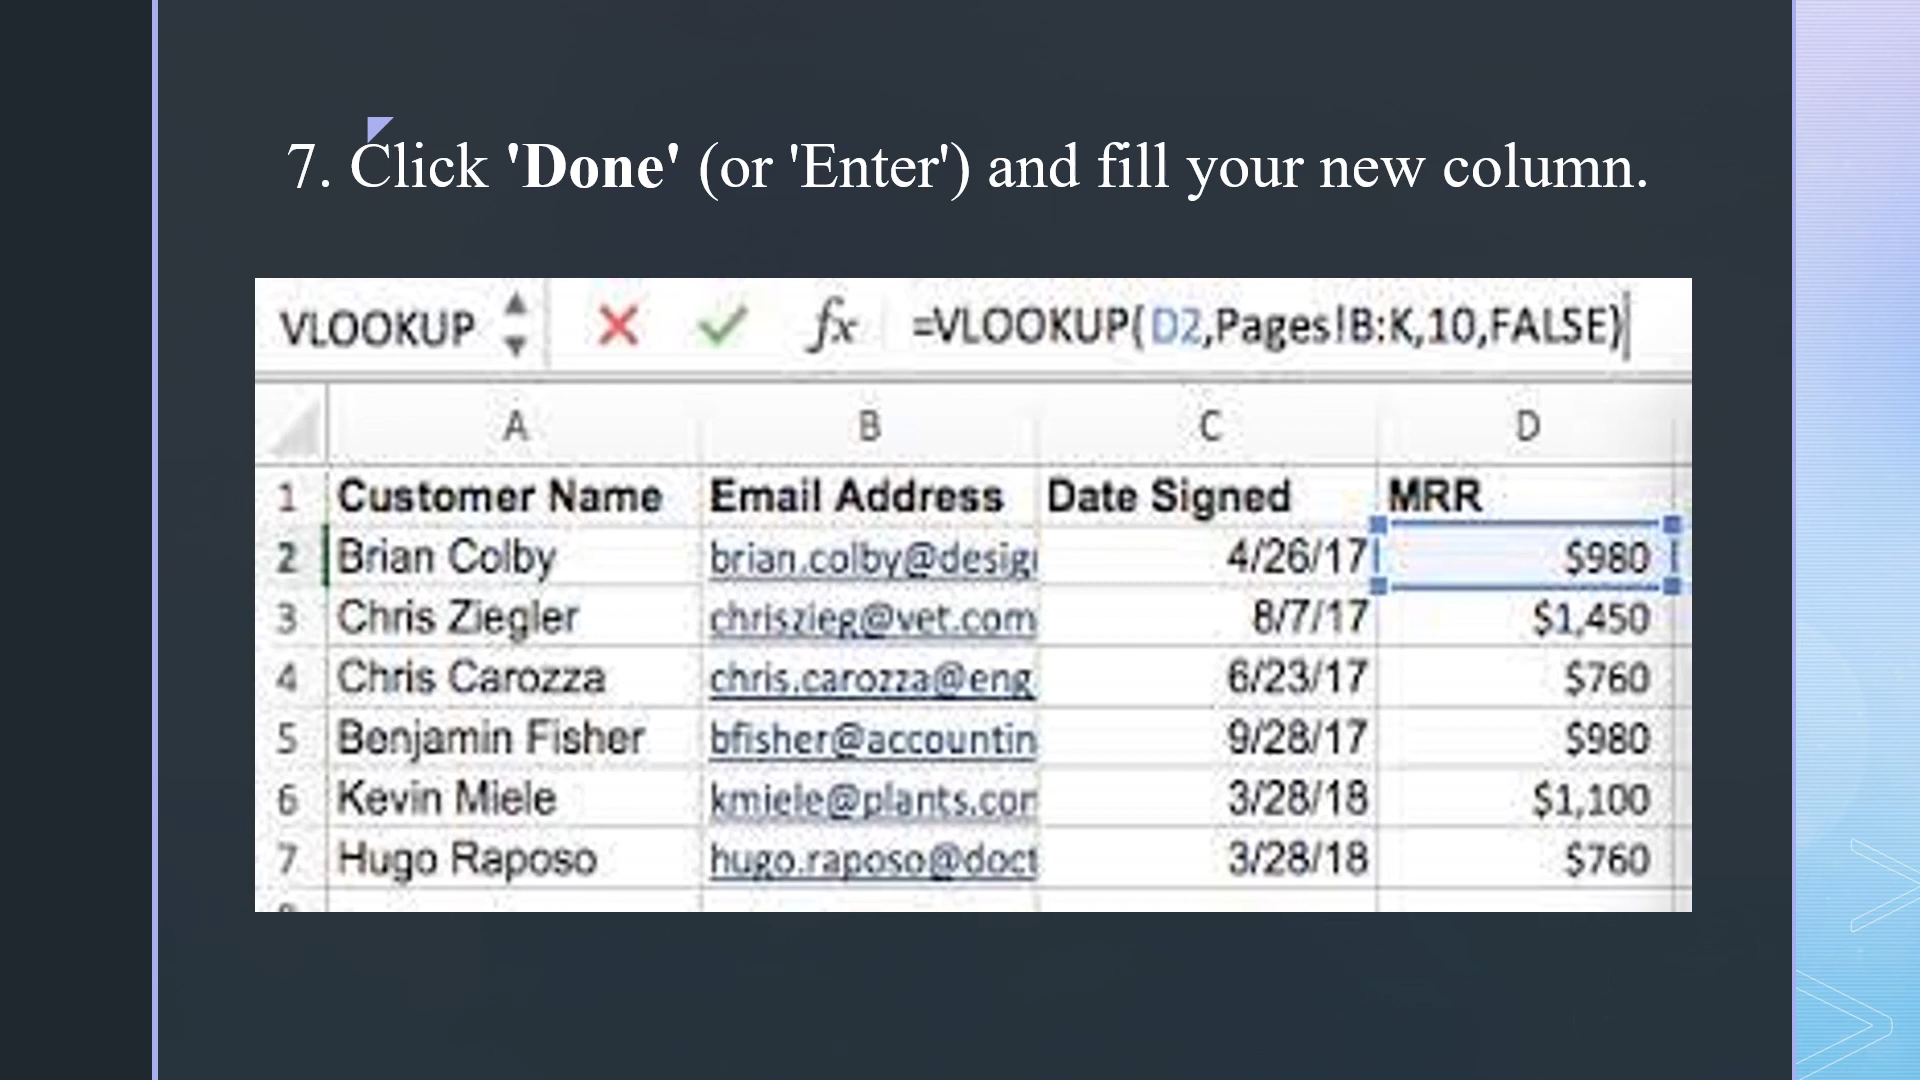 7. Click 'Done' (or 'Enter') and fill your new column.
VLOOKUP fx =VLOOKUP(D2,Pages!B:K,10,FALSE)
A B C D
1 Customer Name Email Address Date Signed MRR
2 Brian Colby brian.colby@desig 4/26/17 $980
3 Chris Ziegler chriszieg@vet.com 8/7/17 $1,450
4 Chris Carozza chris.carozza@eng 6/23/17 $760
5 Benjamin Fisher bfisher@accountin 9/28/17 $980
6 Kevin Miele kmiele@plants.cor 3/28/18 $1,100
7 Hugo Raposo hugo.raposo@doct 3/28/18 $760